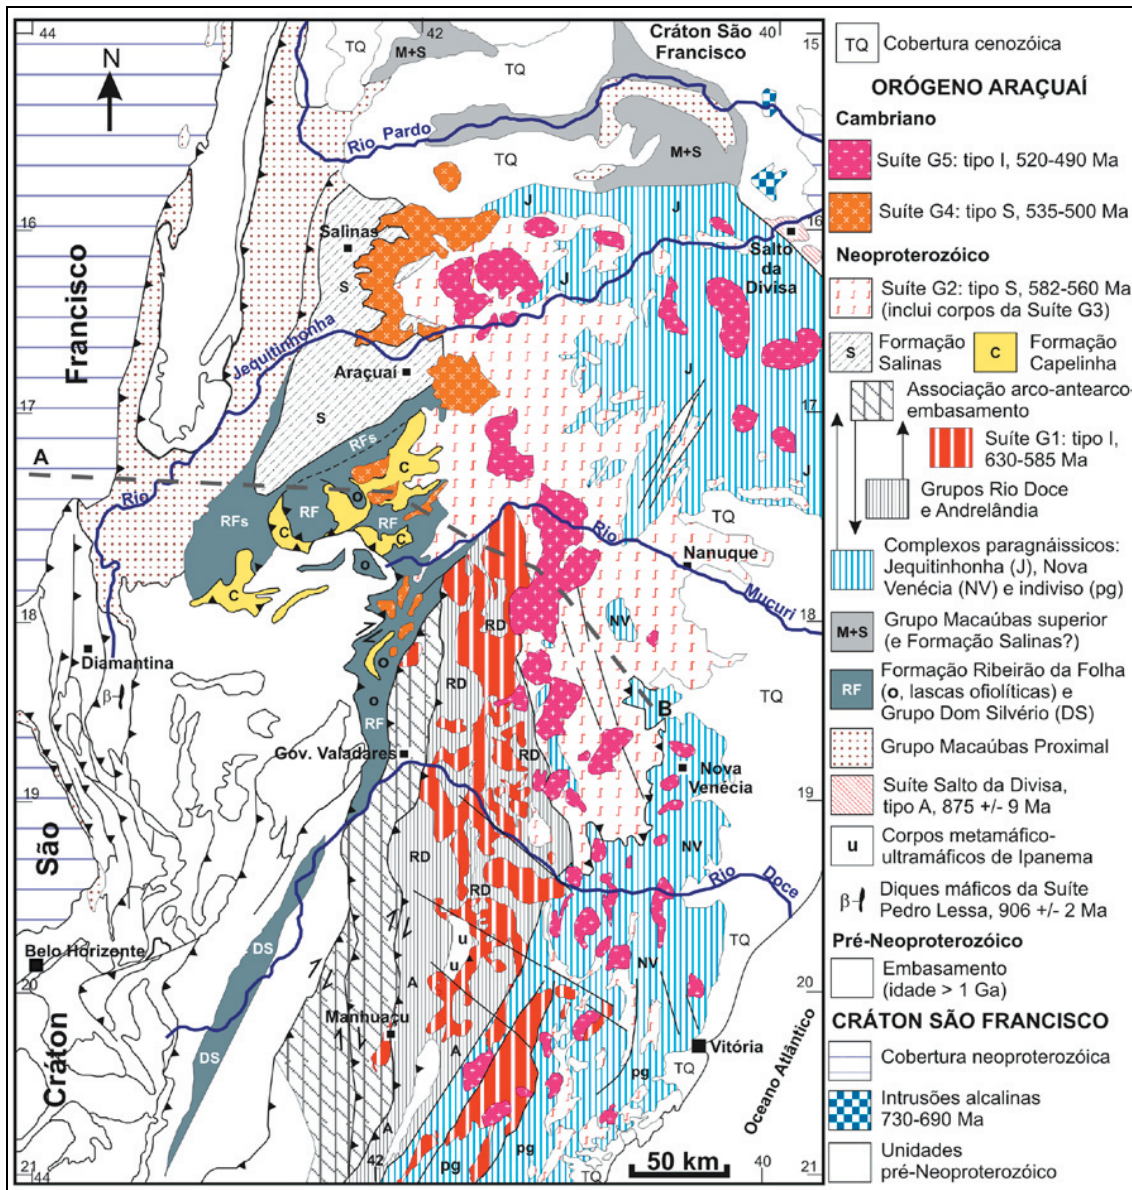 44
42
40
15
N
TQ
M+S
Cráton São
Francisco
TQ
TQ
Rio Pardo
TQ
M+S
16
J
J
16
Salinas
Salto
da
Divisa
S
J
Francisco
Jequitinhonha
Araçuaí
J
17
S
17
RFs
A
C
J
Rio
RFs
RF
o
RF
C
C
TQ
Rio
Nanuque
o
Mucuri
C
18
RD
NV
18
Diamantina
o
RD
TQ
β
o
B
RF
Gov. Valadares
RD
Nova
Venécia
19
19
São
RD
NV
Rio Doce
RD
Belo Horizonte
DS
u
NV
TQ
u
20
20
A
Manhuaçu
Vitória
A
TQ
Cráton
DS
pg
Oceano Atlântico
A
pg
pg
50 km
TQ
21
44
42
40
21
TQ Cobertura cenozóica
ORÓGENO ARAÇUAÍ
Cambriano
Suíte G5: tipo I, 520-490 Ma
Suíte G4: tipo S, 535-500 Ma
Neoproterozóico
Suíte G2: tipo S, 582-560 Ma
(inclui corpos da Suíte G3)
S Formação C Formação
Salinas Capelinha
Associação arco-antearco-
embasamento
Suíte G1: tipo I,
630-585 Ma
Grupos Rio Doce
e Andrelândia
Complexos paragnáissicos:
Jequitinhonha (J), Nova
Venécia (NV) e indiviso (pg)
M+S Grupo Macaúbas superior
(e Formação Salinas?)
Formação Ribeirão da Folha
RF (o, lascas ofiolíticas) e
Grupo Dom Silvério (DS)
Grupo Macaúbas Proximal
Suíte Salto da Divisa,
tipo A, 875 +/- 9 Ma
u Corpos metamáfico-
ultramáficos de Ipanema
β Diques máficos da Suíte
Pedro Lessa, 906 +/- 2 Ma
Pré-Neoproterozóico
Embasamento
(idade > 1 Ga)
CRÁTON SÃO FRANCISCO
Cobertura neoproterozóica
Intrusões alcalinas
730-690 Ma
Unidades
pré-Neoproterozóico